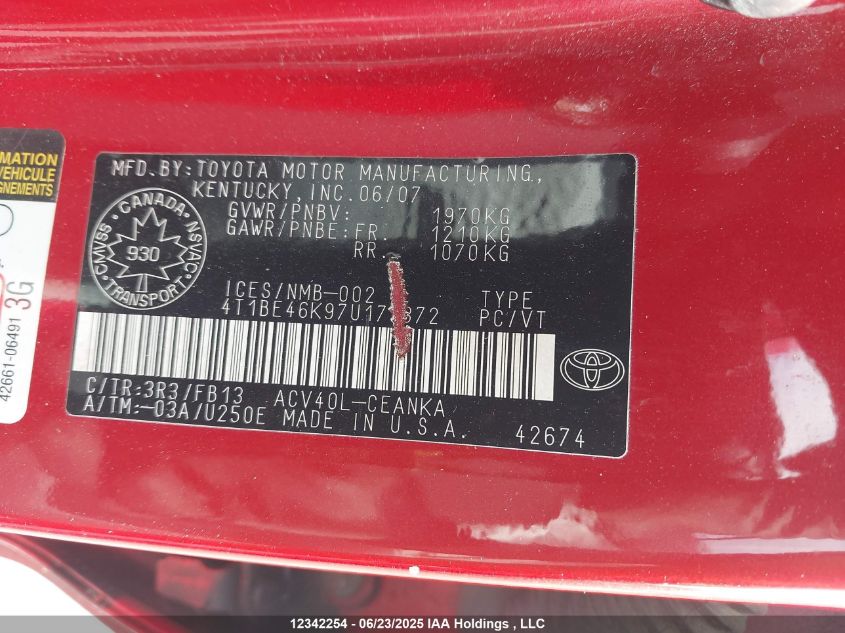 MATION
VEHICULE
GNEMENTS
42661-06491 3G
MFD. BY: TOYOTA MOTOR MANUFACTURING,
KENTUCKY, INC. 06/07
GVWR/PNBV: 1970KG
GAWR/PNBE: FR. 1210KG
RR. 1070KG
CANADA
CMVSS NSVAC
930
TRANSPORT
ICES/NMB-002 TYPE
PC/VT
C/TR:3R3/FB13 ACV40L-CEANKA
A/TM:-03A/U250E MADE IN U.S.A.
42674
12342254 - 06/23/2025 IAA Holdings , LLC